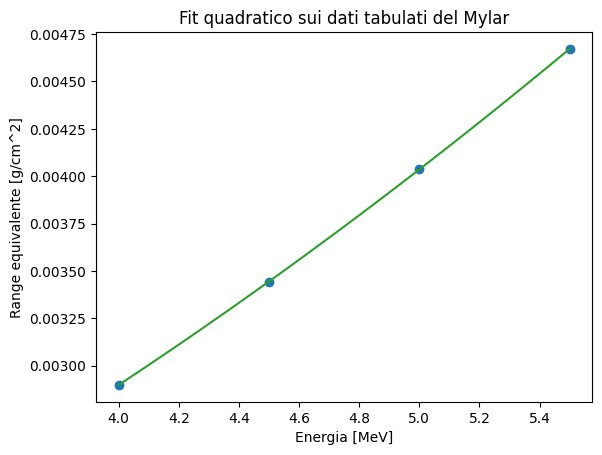 Fit quadratico sui dati tabulati del Mylar
Range equivalente [g/cm^2]
0.00475
0.00450
0.00425
0.00400
0.00375
0.00350
0.00325
0.00300
4.0 4.2 4.4 4.6 4.8 5.0 5.2 5.4
Energia [MeV]